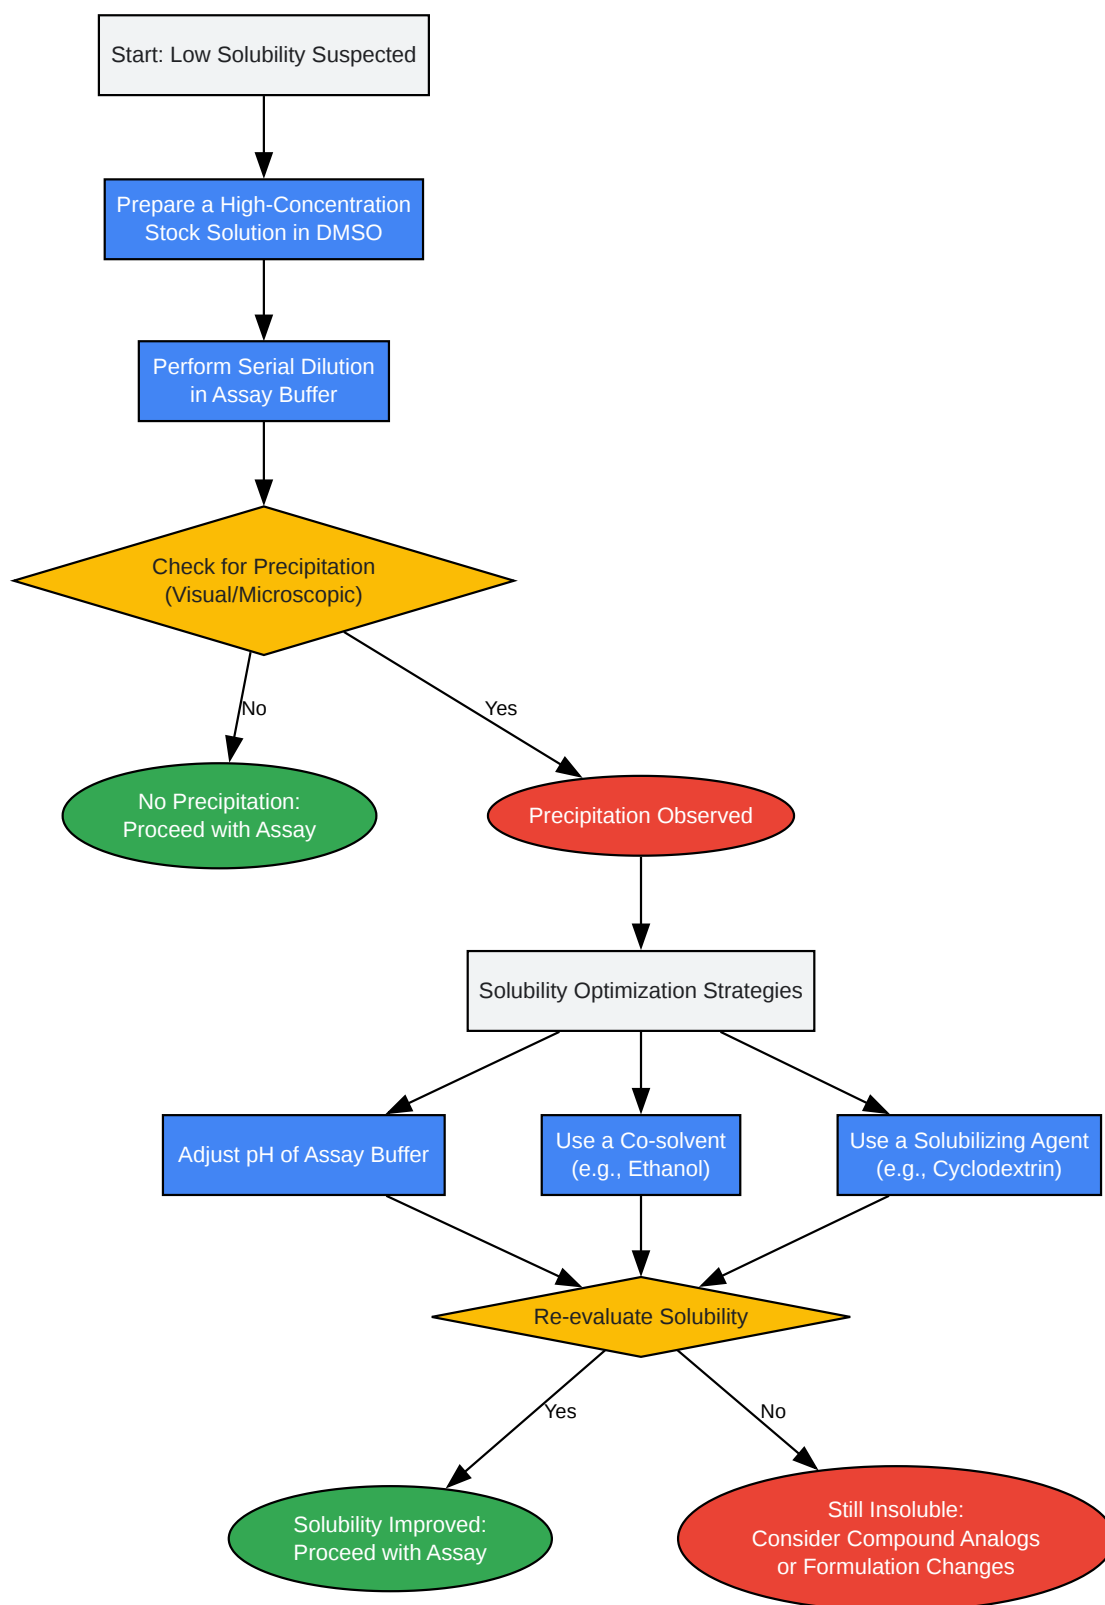 Start: Low Solubility Suspected
Prepare a High-Concentration
Stock Solution in DMSO
Perform Serial Dilution
in Assay Buffer
Check for Precipitation
(Visual/Microscopic)
No
Yes
No Precipitation:
Proceed with Assay
Precipitation Observed
Solubility Optimization Strategies
Adjust pH of Assay Buffer
Use a Co-solvent
(e.g., Ethanol)
Use a Solubilizing Agent
(e.g., Cyclodextrin)
Re-evaluate Solubility
Yes
No
Solubility Improved:
Proceed with Assay
Still Insoluble:
Consider Compound Analogs
or Formulation Changes